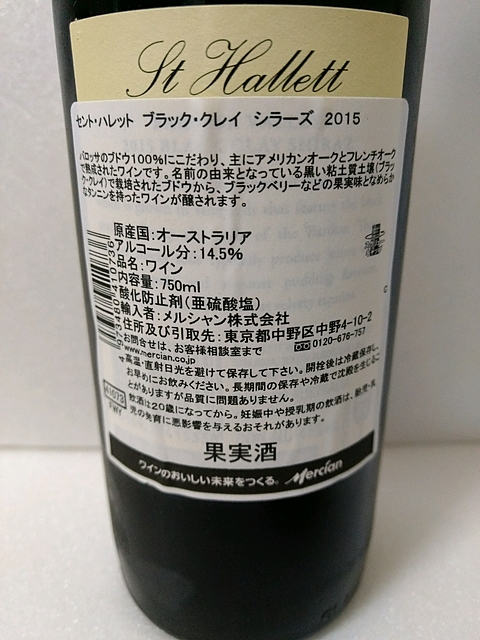 St Hallett
セント・ハレット ブラック・クレイ シラーズ 2015
バロッサのブドウ100%にこだわり、主にアメリカンオークとフレンチオーク
で熟成されたワインです。名前の由来となっている黒い粘土質土壌(ブラッ
ク・クレイ)で栽培されたブドウから、ブラックベリーなどの果実味となめらか
なタンニンを持ったワインが醸されます。
原産国:オーストラリア
アルコール分:14.5%
品名:ワイン
内容量:750ml
酸化防止剤(亜硫酸塩)
輸入者:メルシャン株式会社
住所及び引取先:東京都中野区中野4-10-2
お問合せは、お客様相談室まで 0120-676-757
www.mercian.co.jp
高温・直射日光を避けて保存して下さい。開栓後は冷蔵保存し、
お早めにお飲みください。長期間の保存や冷蔵で沈殿を生じるこ
とがありますが品質に問題ありません。
41073
PWY
飲酒は20歳になってから。妊娠中や授乳期の飲酒は、胎児・乳
児の発育に悪影響を与えるおそれがあります。
果実酒
ワインのおいしい未来をつくる。 Mercian